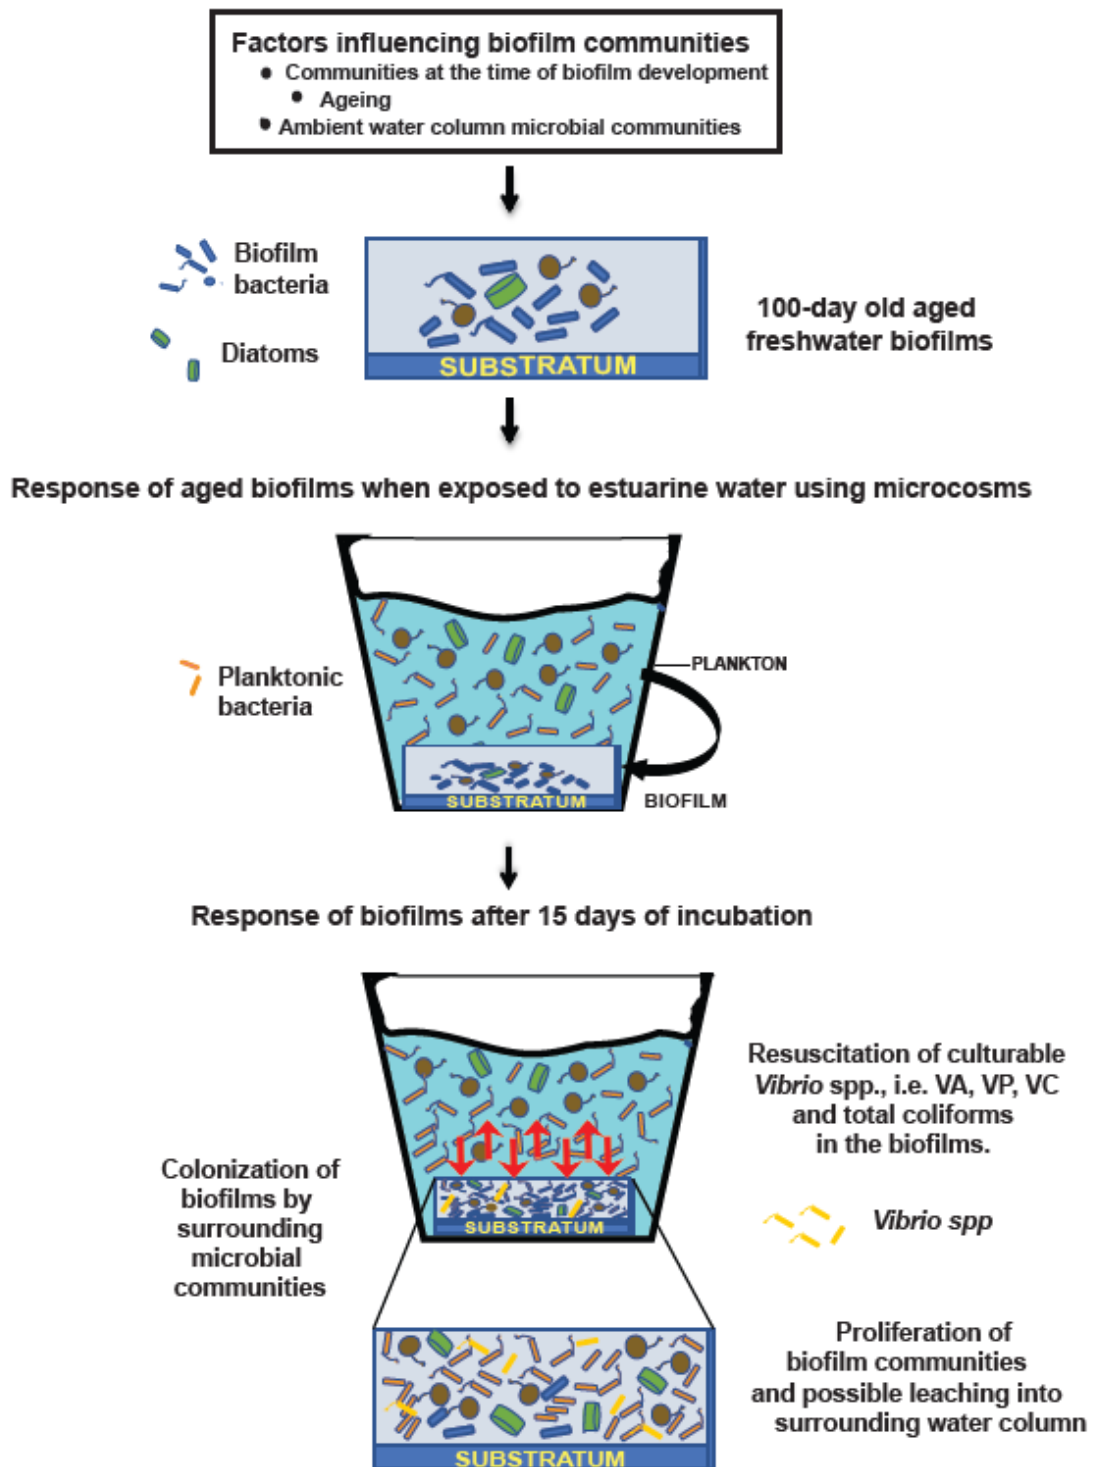 Factors influencing biofilm communities
• Communities at the time of biofilm development
• Ageing
• Ambient water column microbial communities
Biofilm
bacteria
Diatoms
SUBSTRATUM
100-day old aged
freshwater biofilms
Response of aged biofilms when exposed to estuarine water using microcosms
Planktonic
bacteria
PLANKTON
SUBSTRATUM
BIOFILM
Response of biofilms after 15 days of incubation
Colonization of
biofilms by
surrounding
microbial
communities
SUBSTRATUM
Resuscitation of culturable
Vibrio spp., i.e. VA, VP, VC
and total coliforms
in the biofilms.
Vibrio spp
Proliferation of
biofilm communities
and possible leaching into
surrounding water column
SUBSTRATUM